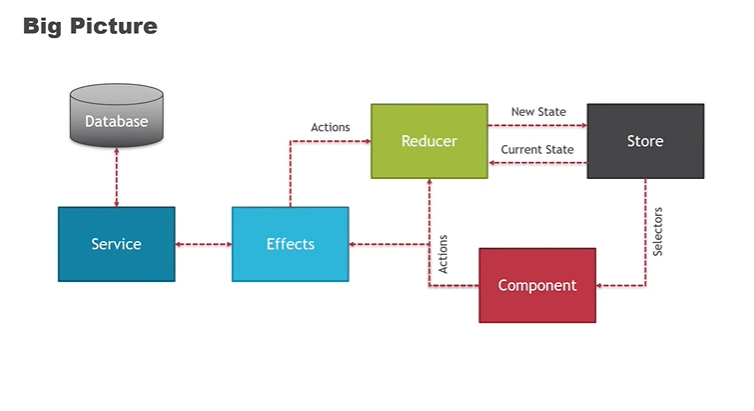 Big Picture
Database
Actions
Reducer
New State
Current State
Store
Service
Effects
Actions
Component
Selectors